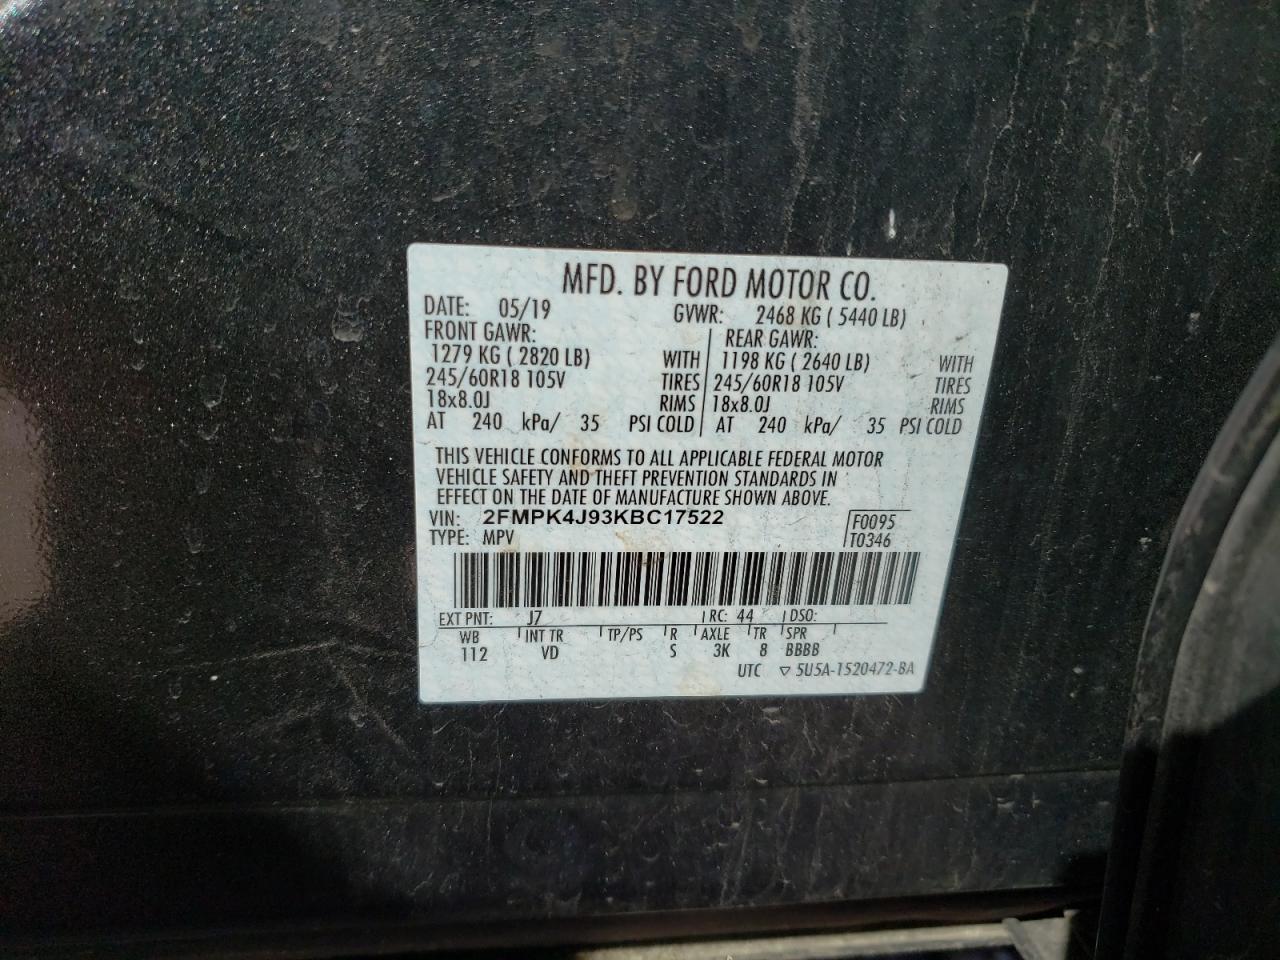 MFD. BY FORD MOTOR CO.
DATE: 05/19 GVWR: 2468 KG ( 5440 LB)
FRONT GAWR: REAR GAWR:
1279 KG ( 2820 LB) WITH 1198 KG ( 2640 LB) WITH
245/60R18 105V TIRES 245/60R18 105V TIRES
18x8.0J RIMS 18x8.0J RIMS
AT 240 kPa/ 35 PSI COLD AT 240 kPa/ 35 PSI COLD
THIS VEHICLE CONFORMS TO ALL APPLICABLE FEDERAL MOTOR
VEHICLE SAFETY AND THEFT PREVENTION STANDARDS IN
EFFECT ON THE DATE OF MANUFACTURE SHOWN ABOVE.
VIN: 2FMPK4J93KBC17522 F0095
TYPE: MPV T0346
EXT PNT: J7 RC: 44 DSO:
WB INT TR TP/PS R AXLE TR SPR
112 VD S 3K 8 BBBB
UTC ▽ 5U5A-1520472-BA